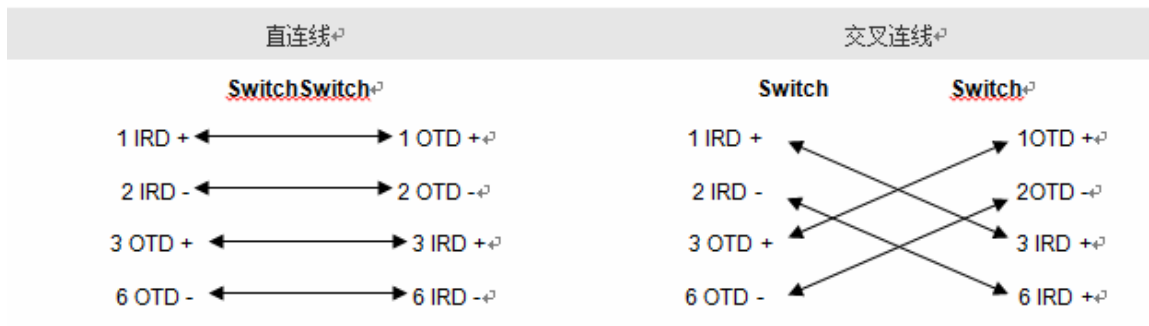 直连线 交叉连线
SwitchSwitch Switch Switch
1 IRD + 1 OTD + 1 IRD + 1OTD +
2 IRD - 2 OTD - 2 IRD - 2OTD -
3 OTD + 3 IRD + 3 OTD + 3 IRD +
6 OTD - 6 IRD - 6 OTD - 6 IRD +